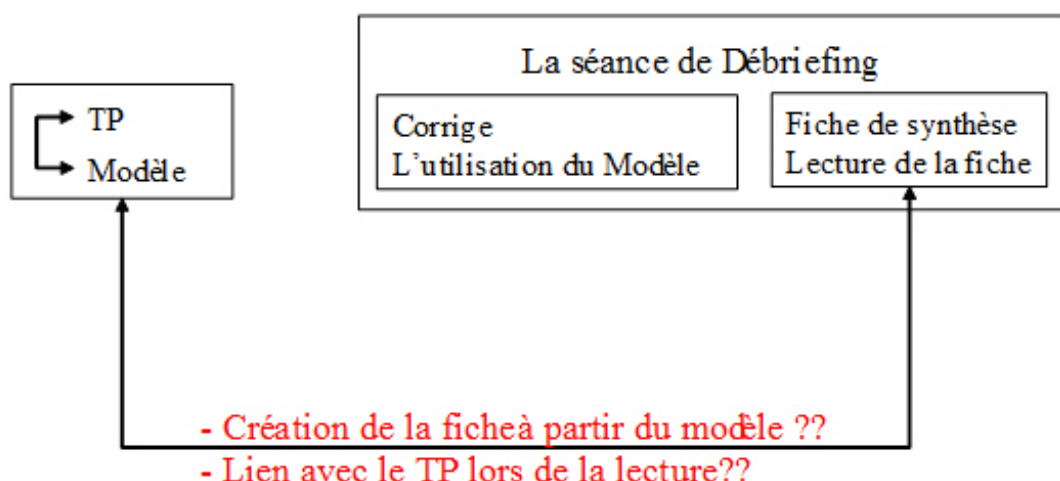 La séance de Débriefing
TP
Modèle
Corrige
L'utilisation du Modèle
Fiche de synthèse
Lecture de la fiche
- Création de la ficheà partir du modèle ??
- Lien avec le TP lors de la lecture??